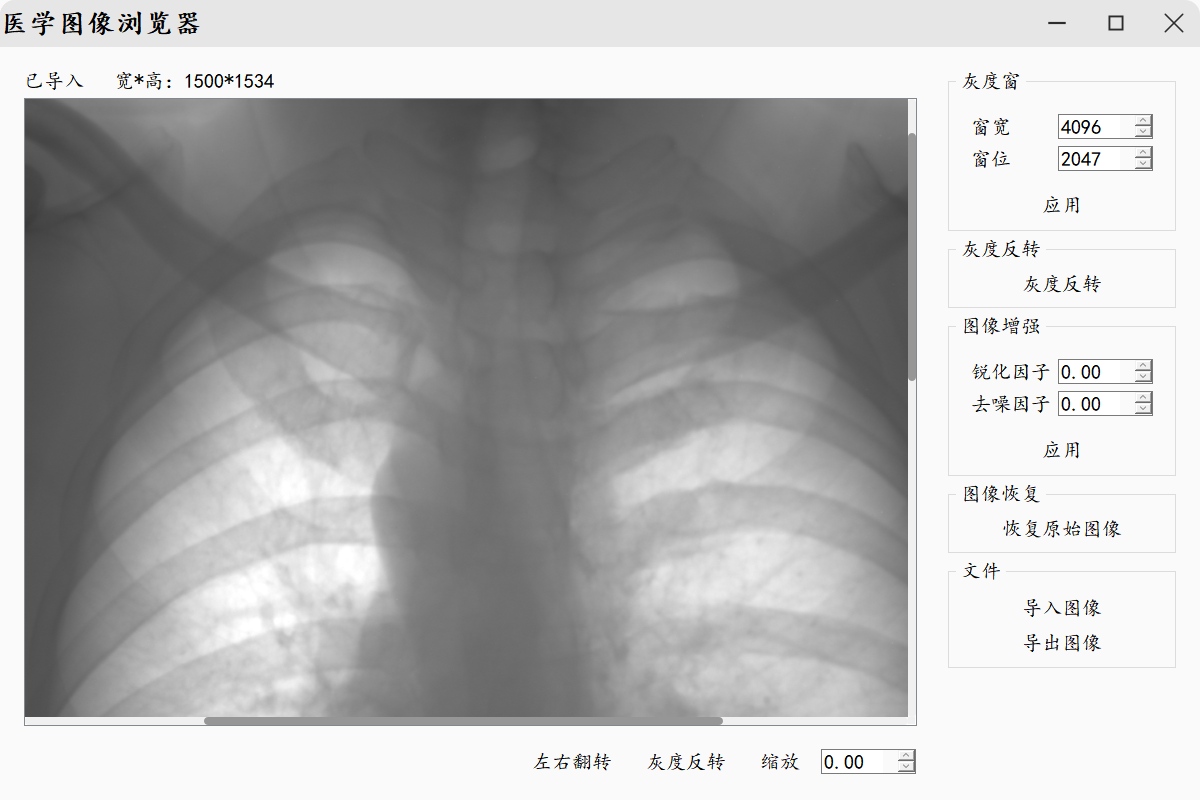 医学图像浏览器
已导入 宽*高：1500*1534
灰度窗
窗宽 4096
窗位 2047
应用
灰度反转
灰度反转
图像增强
锐化因子 0.00
去噪因子 0.00
应用
图像恢复
恢复原始图像
文件
导入图像
导出图像
左右翻转 灰度反转 缩放 0.00